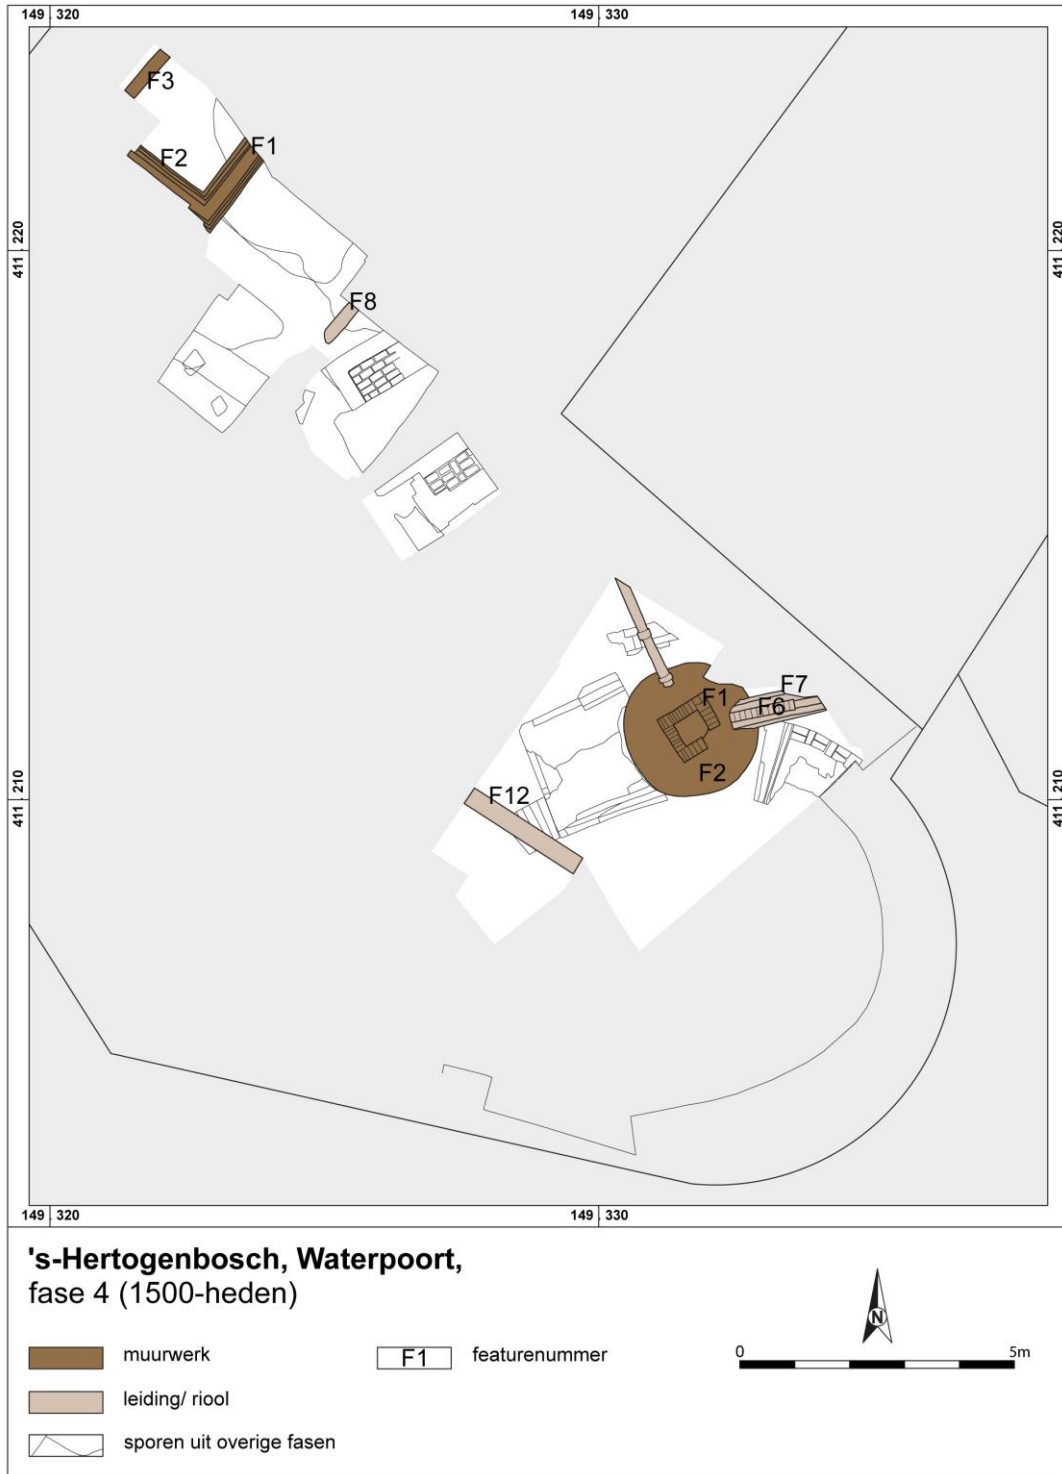 149 320
149 330
F3
F1
F2
411 220
411 220
F8
F7
F1
F6
F2
F12
411 210
411 210
149 320
149 330
's-Hertogenbosch, Waterpoort,
fase 4 (1500-heden)
muurwerk
F1
featurenummer
leiding/ riool
sporen uit overige fasen
N
0
5m